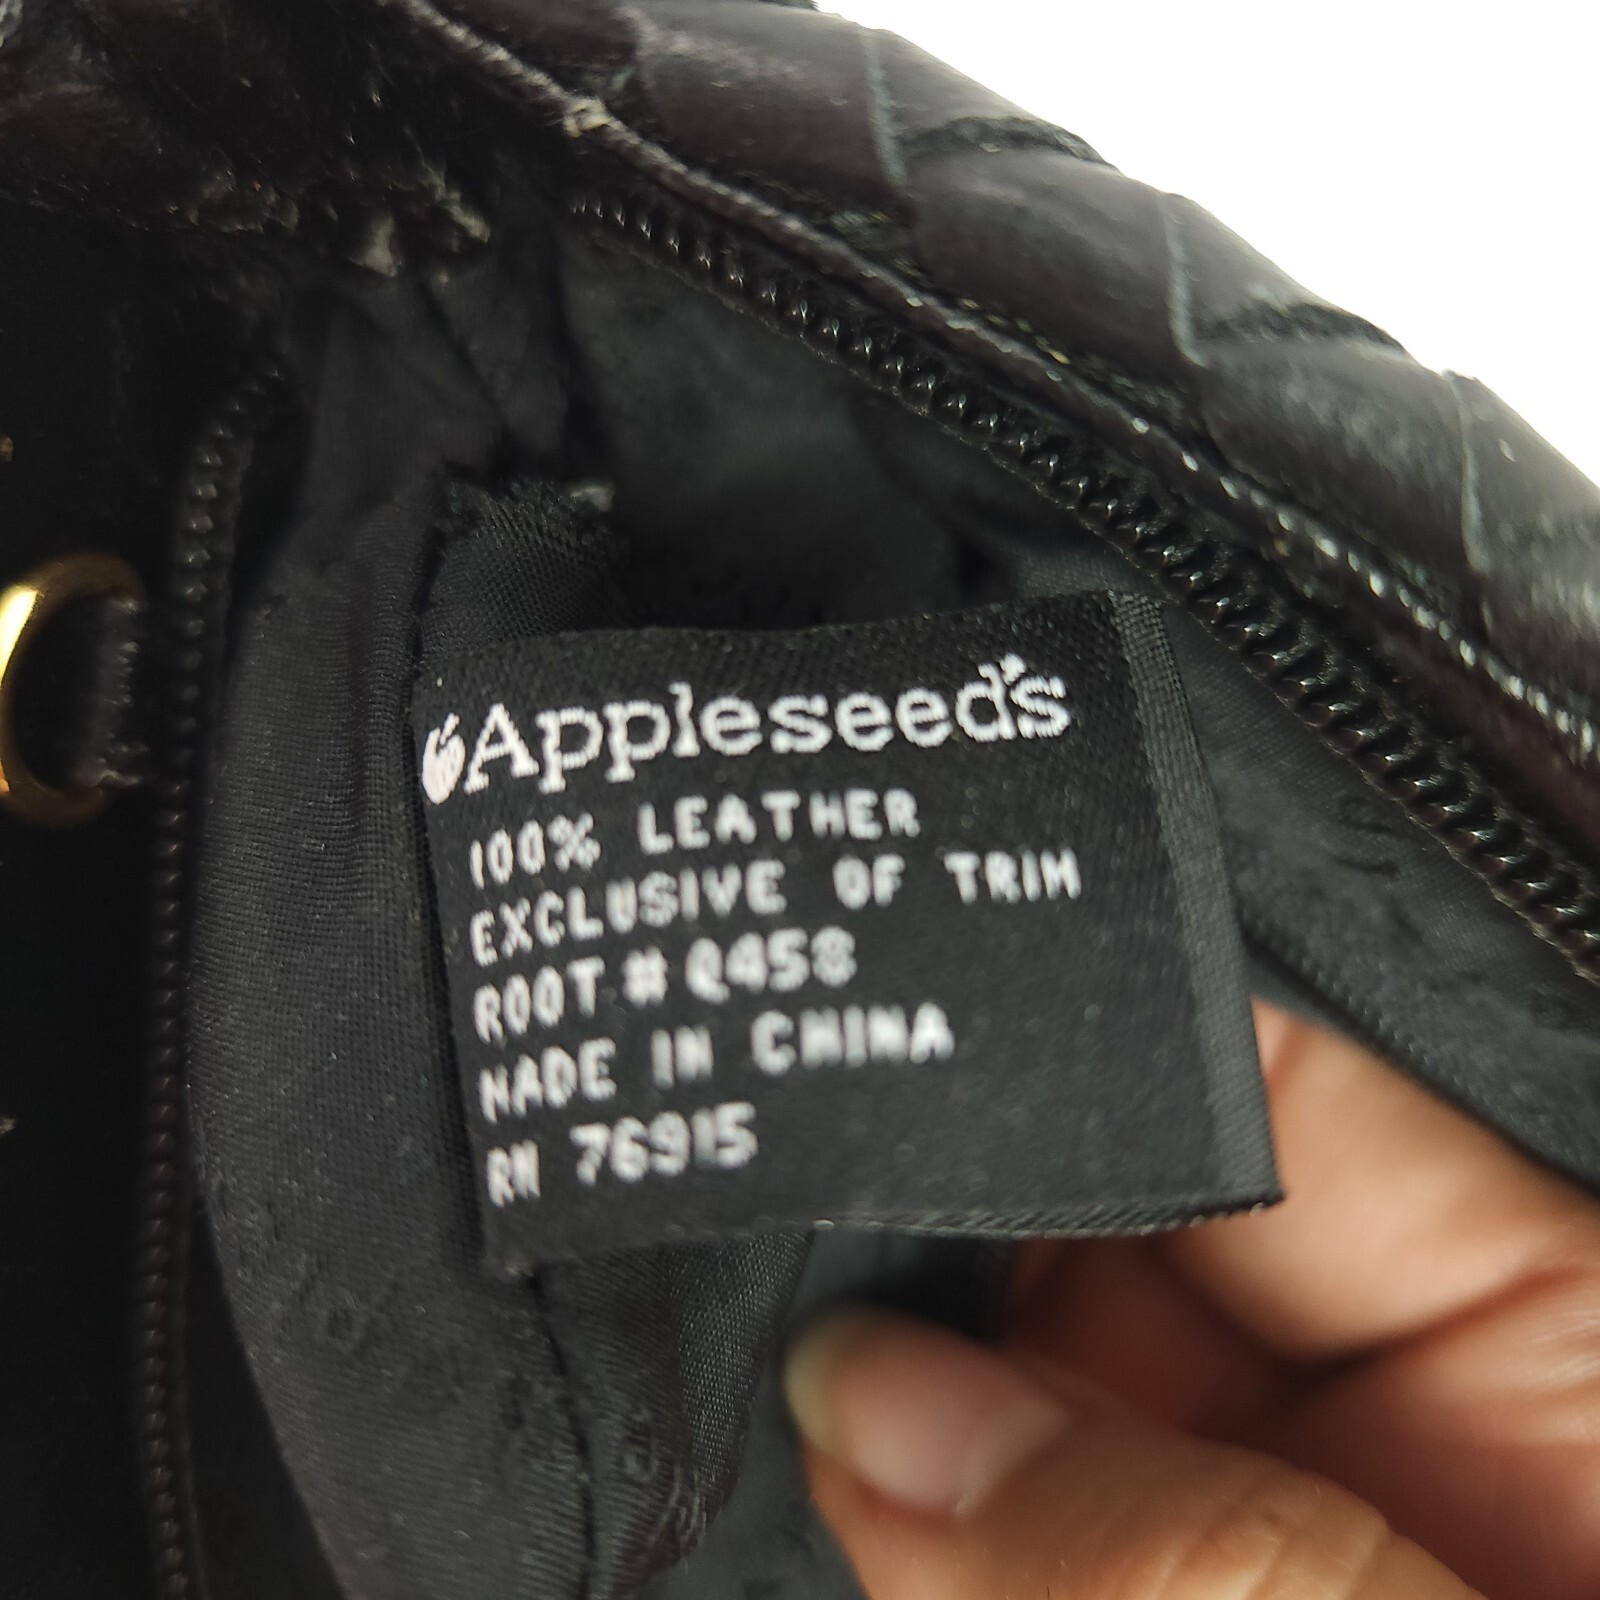 Appleseed's
100% LEATHER
EXCLUSIVE OF TRIM
ROOT # Q458
MADE IN CHINA
RN 76915